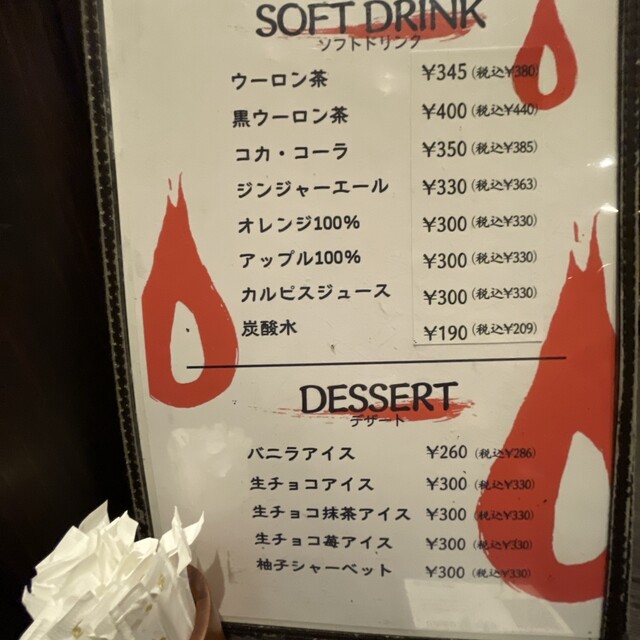 SOFT DRINK
ソフトドリンク
ウーロン茶 ¥345(税込¥380)
黒ウーロン茶 ¥400(税込¥440)
コカ・コーラ ¥350(税込¥385)
ジンジャーエール ¥330(税込¥363)
オレンジ100% ¥300(税込¥330)
アップル100% ¥300(税込¥330)
カルピスジュース ¥300(税込¥330)
炭酸水 ¥190(税込¥209)
DESSERT
デザート
バニラアイス ¥260(税込¥286)
生チョコアイス ¥300(税込¥330)
生チョコ抹茶アイス ¥300(税込¥330)
生チョコ苺アイス ¥300(税込¥330)
柚子シャーベット ¥300(税込¥330)